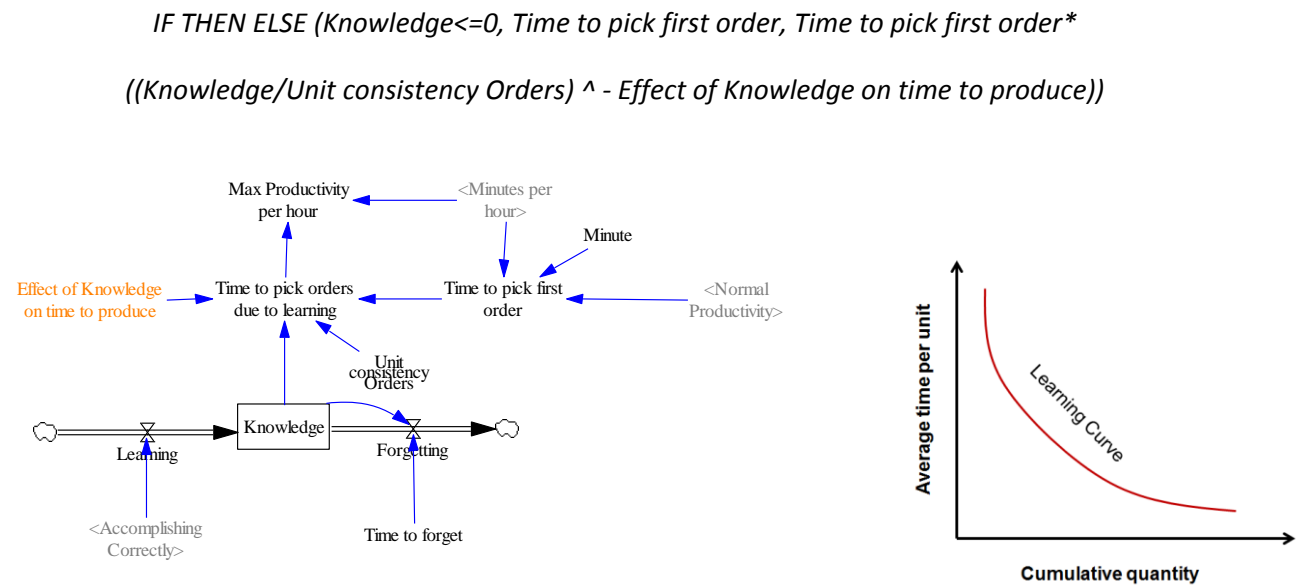 IF THEN ELSE (Knowledge<=0, Time to pick first order, Time to pick first order*
((Knowledge/Unit consistency Orders) ^ - Effect of Knowledge on time to produce))
Max Productivity
per hour
<Minutes per
hour>
Minute
Effect of Knowledge
on time to produce
Time to pick orders
due to learning
Time to pick first
order
<Normal
Productivity>
Unit
consistency
Orders
Knowledge
Learning
Forgetting
<Accomplishing
Correctly>
Time to forget
Average time per unit
Learning Curve
Cumulative quantity